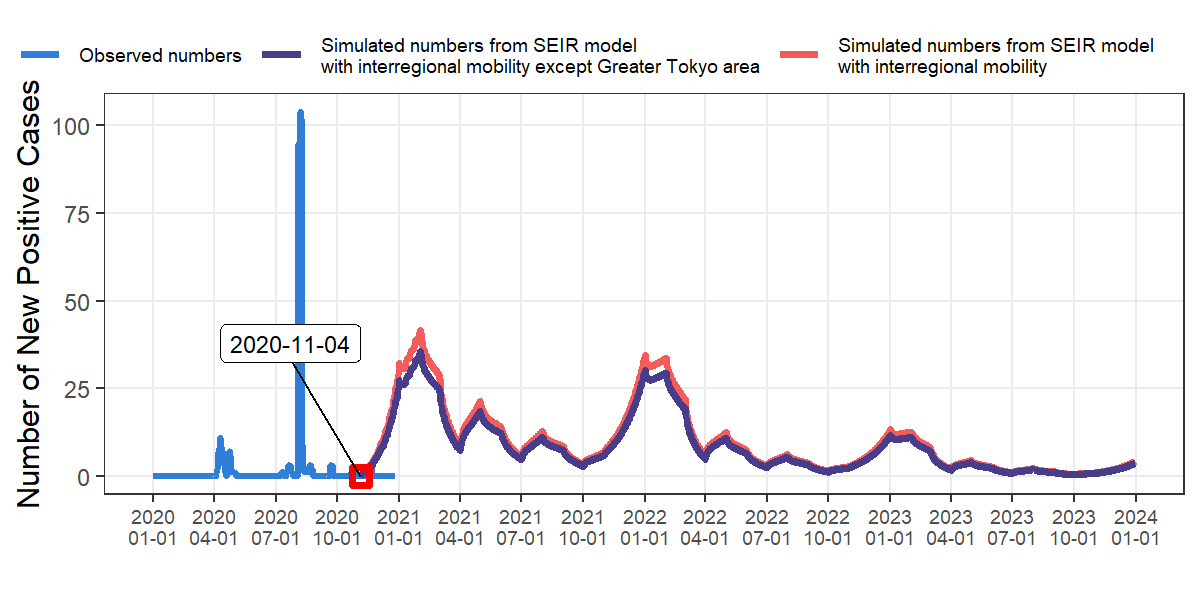 Observed numbers
Simulated numbers from SEIR model
with interregional mobility except Greater Tokyo area
Simulated numbers from SEIR model
with interregional mobility
Number of New Positive Cases
100
75
50
25
0
2020-11-04
2020 2020 2020 2020 2021 2021 2021 2021 2022 2022 2022 2022 2023 2023 2023 2023 2024
01-01 04-01 07-01 10-01 01-01 04-01 07-01 10-01 01-01 04-01 07-01 10-01 01-01 04-01 07-01 10-01 01-01